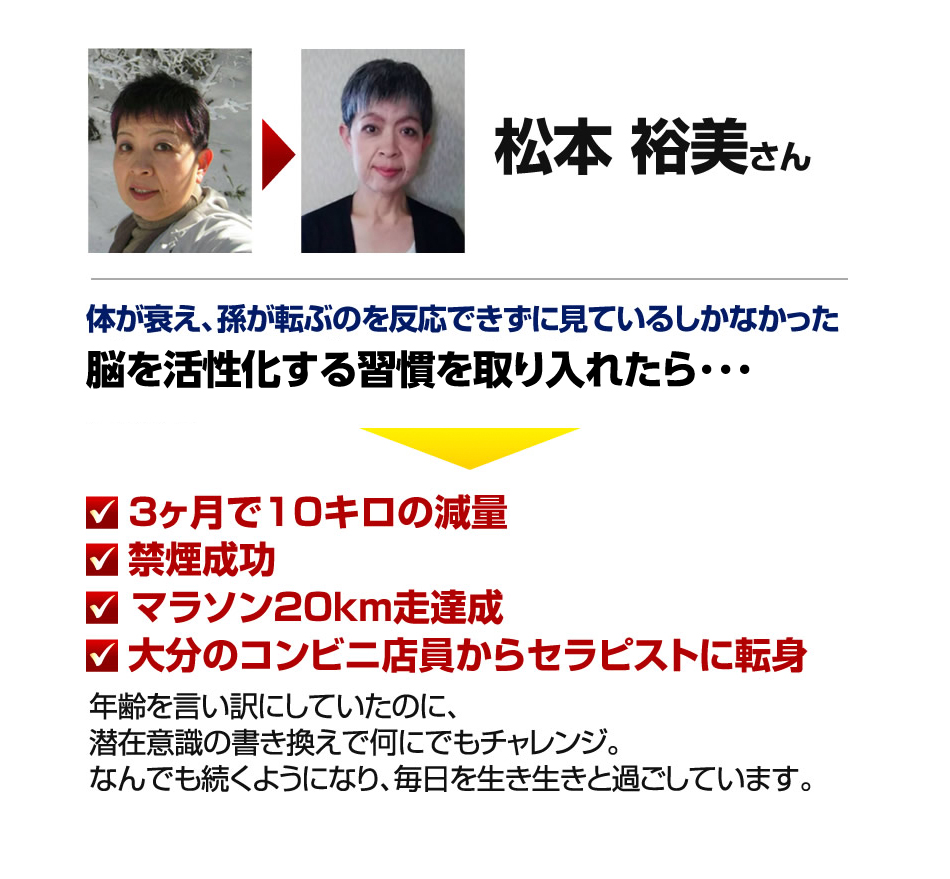 松本 裕美さん
体が衰え、孫が転ぶのを反応できずに見ているしかなかった
脳を活性化する習慣を取り入れたら・・・
3ヶ月で10キロの減量
禁煙成功
マラソン20km走達成
大分のコンビニ店員からセラピストに転身
年齢を言い訳にしていたのに、
潜在意識の書き換えで何にでもチャレンジ。
なんでも続くようになり、毎日を生き生きと過ごしています。